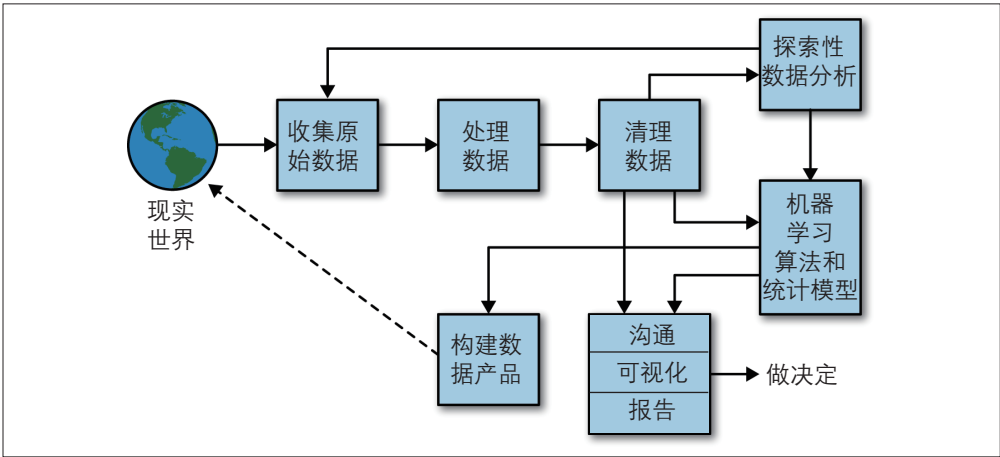 探索性
数据分析
收集原
始数据
处理
数据
清理
数据
现实
世界
机器
学习
算法和
统计模型
构建数
据产品
沟通
可视化
报告
做决定